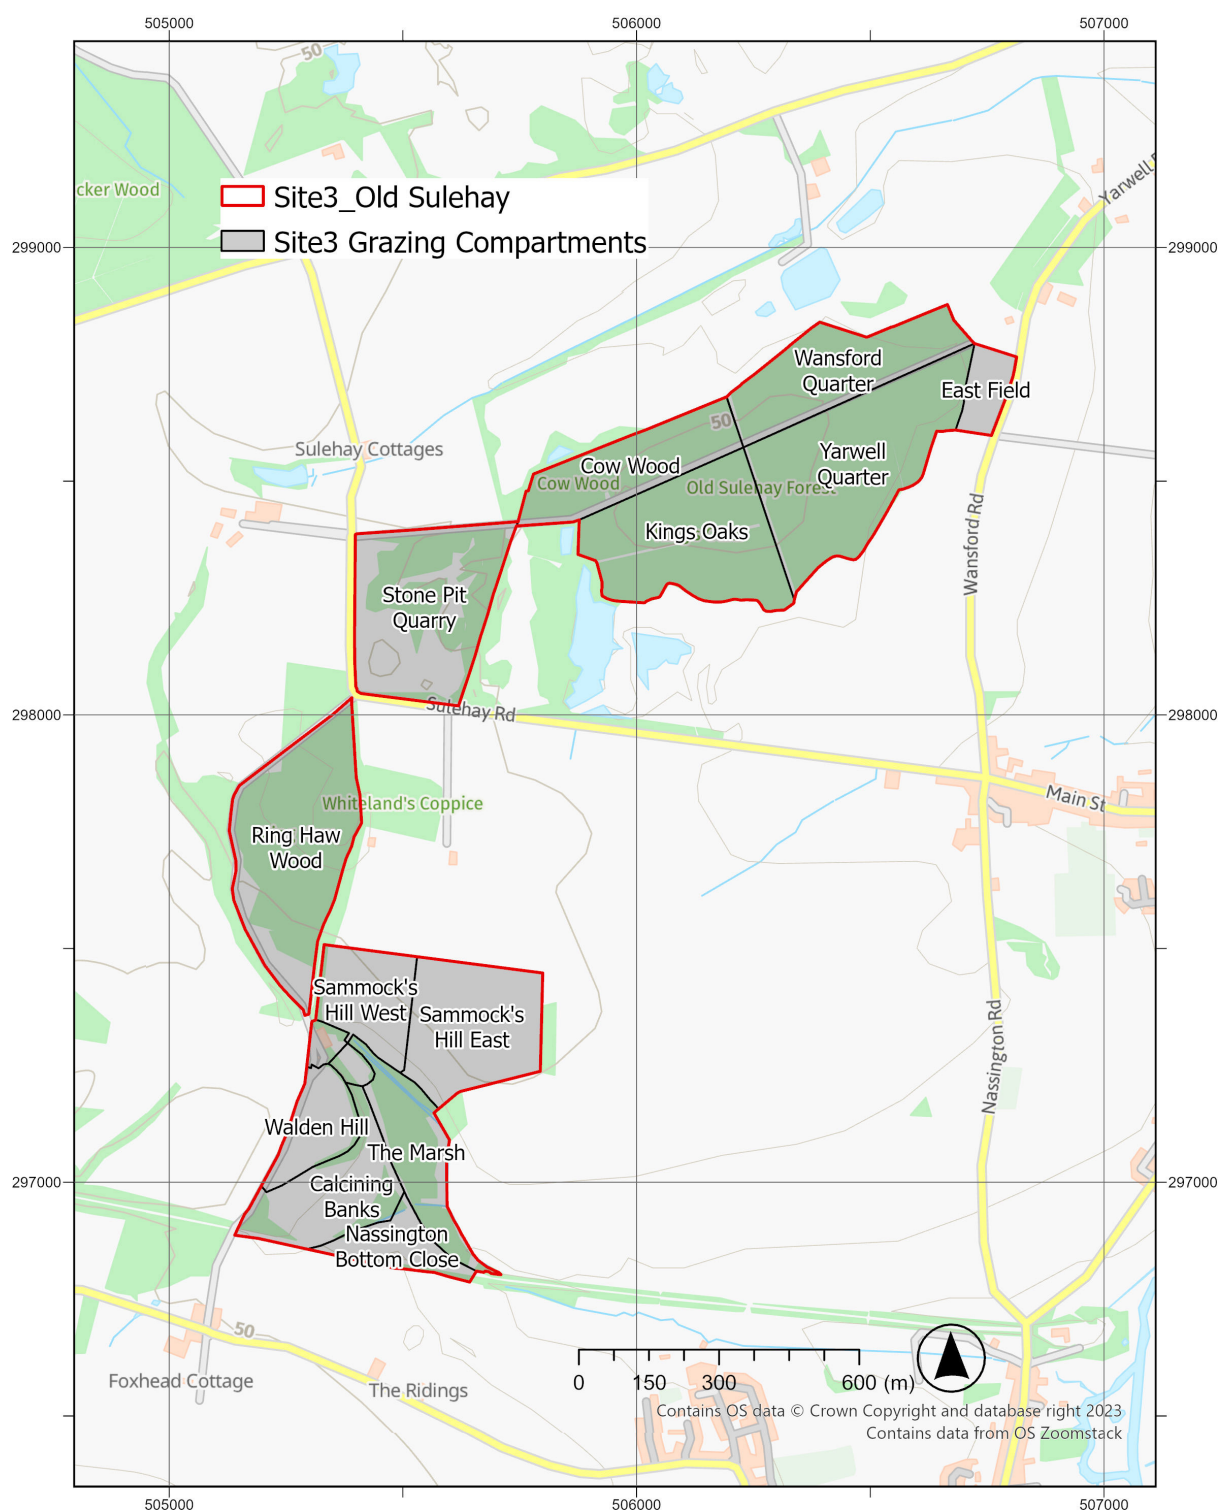 505000
506000
507000
50
cker Wood
Yarwell
Site3_Old Sulehay
Site3 Grazing Compartments
299000
299000
Wansford
Quarter
East Field
50
Sulehay Cottages
Cow Wood
Yarwell
Quarter
Cow Wood
Old Sulehay Forest
Kings Oaks
Wansford Rd
Stone Pit
Quarry
298000
Sulehay Rd
298000
Whiteland's Coppice
Main St
Ring Haw
Wood
Sammock's
Hill West
Sammock's
Hill East
Nassington Rd
Walden Hill
The Marsh
297000
Calcining
Banks
297000
Nassington
Bottom Close
50
Foxhead Cottage
The Ridings
0 150 300 600 (m)
Contains OS data © Crown Copyright and database right 2023
Contains data from OS Zoomstack
505000
506000
507000